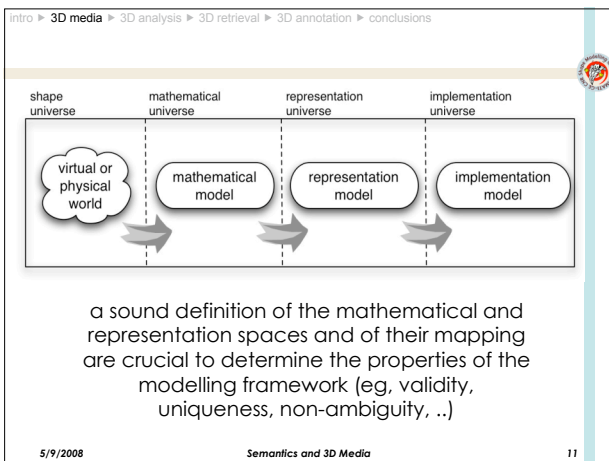 intro ► 3D media ► 3D analysis ► 3D retrieval ► 3D annotation ► conclusions
shape universe
mathematical universe
representation universe
implementation universe
virtual or physical world
mathematical model
representation model
implementation model
a sound definition of the mathematical and
representation spaces and of their mapping
are crucial to determine the properties of the
modelling framework (eg, validity,
uniqueness, non-ambiguity, ..)
5/9/2008 Semantics and 3D Media 11